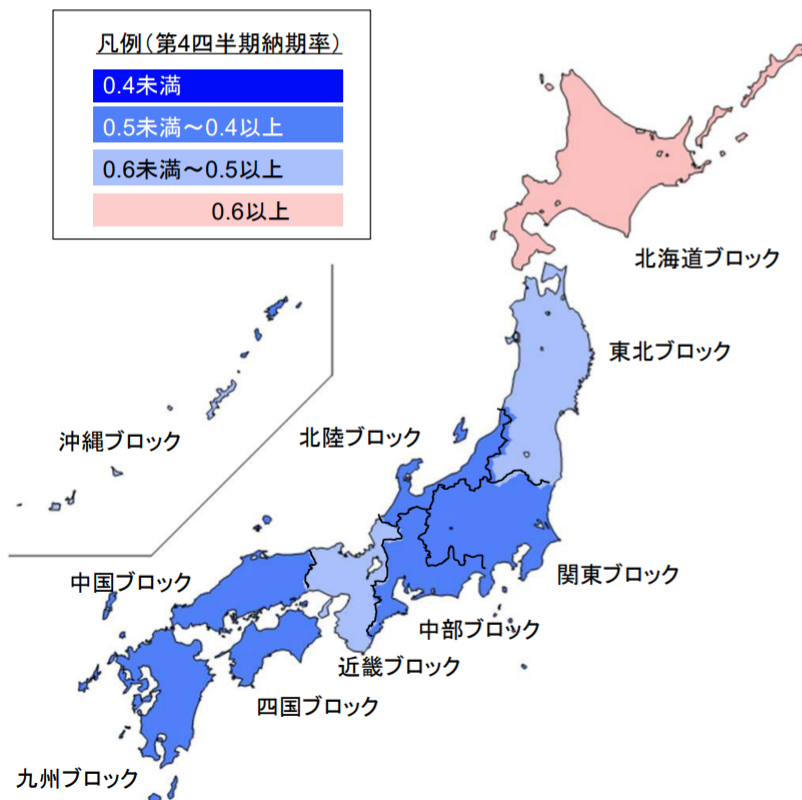 凡例(第4四半期納期率)
0.4未満
0.5未満～0.4以上
0.6未満～0.5以上
0.6以上
北海道ブロック
東北ブロック
沖縄ブロック
北陸ブロック
関東ブロック
中国ブロック
中部ブロック
近畿ブロック
四国ブロック
九州ブロック